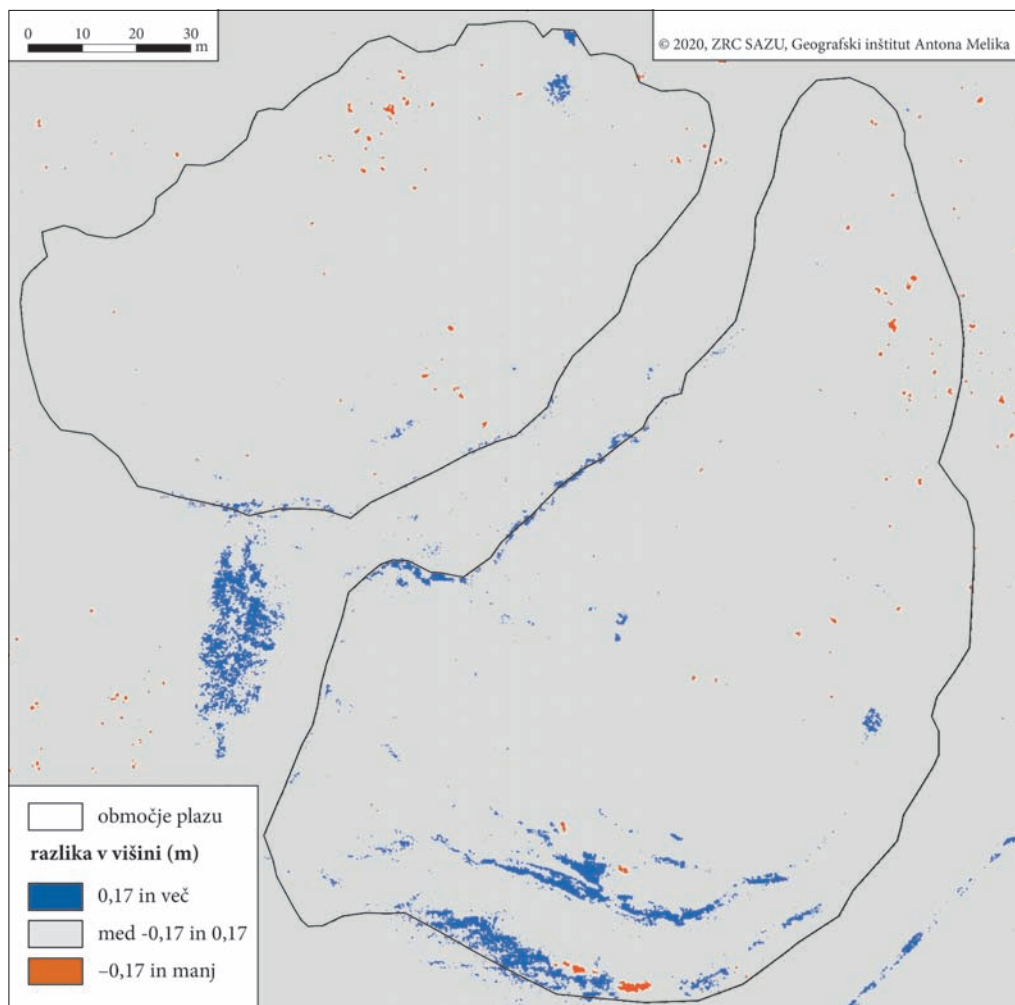 0 10 20 30
m
© 2020, ZRC SAZU, Geografski inštitut Antona Melika
območje plazu
razlika v višini (m)
0,17 in več
med -0,17 in 0,17
–0,17 in manj